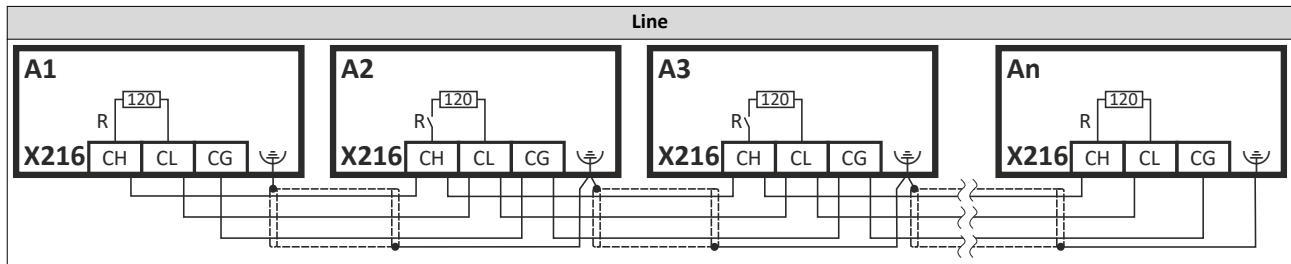 Line
A1 A2 A3 An
120 120 120 120
R R R R
X216 CH CL CG X216 CH CL CG X216 CH CL CG X216 CH CL CG